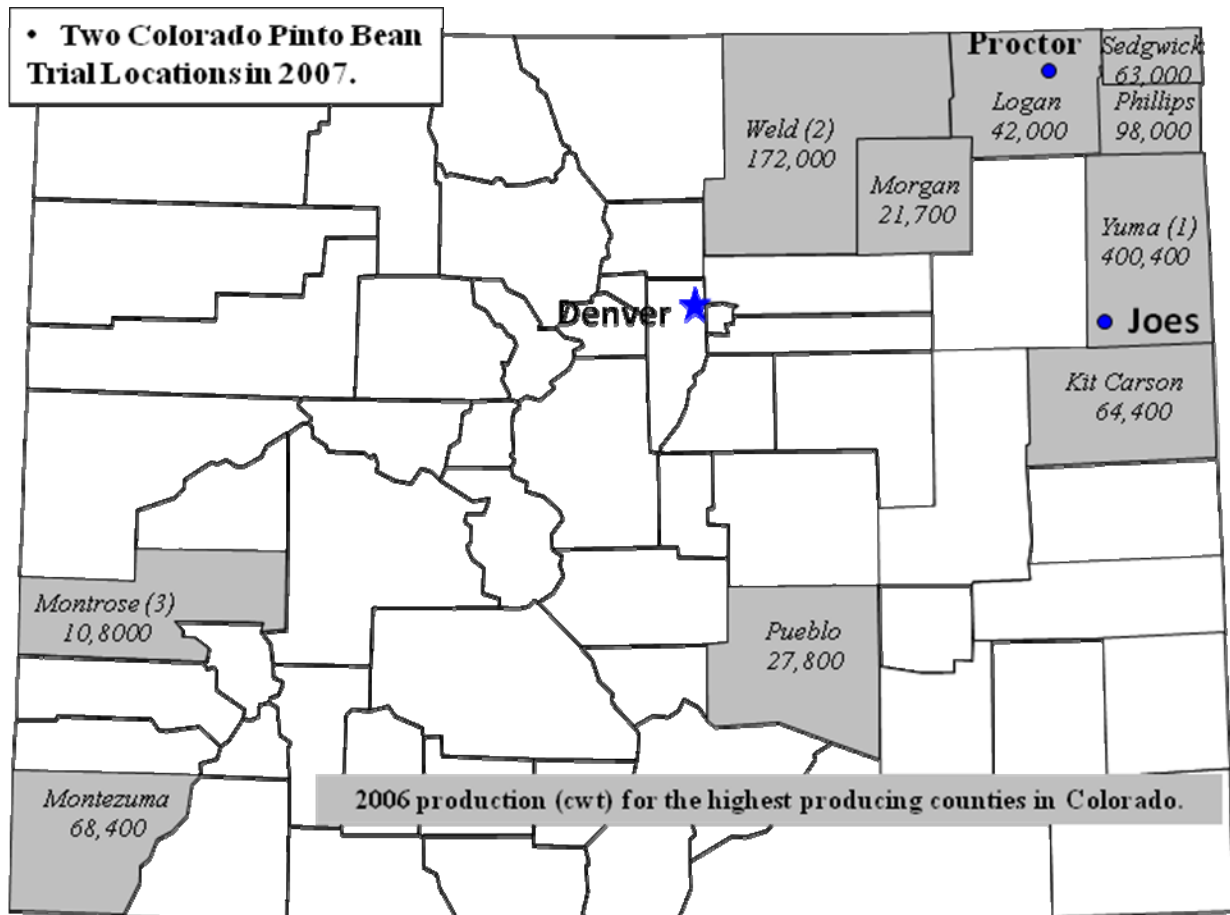 • Two Colorado Pinto Bean
Trial Locations in 2007.
Proctor
Sedgwick
63,000
Logan
42,000
Phillips
98,000
Weld (2)
172,000
Morgan
21,700
Yuma (1)
400,400
Denver
Joes
Kit Carson
64,400
Montrose (3)
10,8000
Pueblo
27,800
Montezuma
68,400
2006 production (cwt) for the highest producing counties in Colorado.